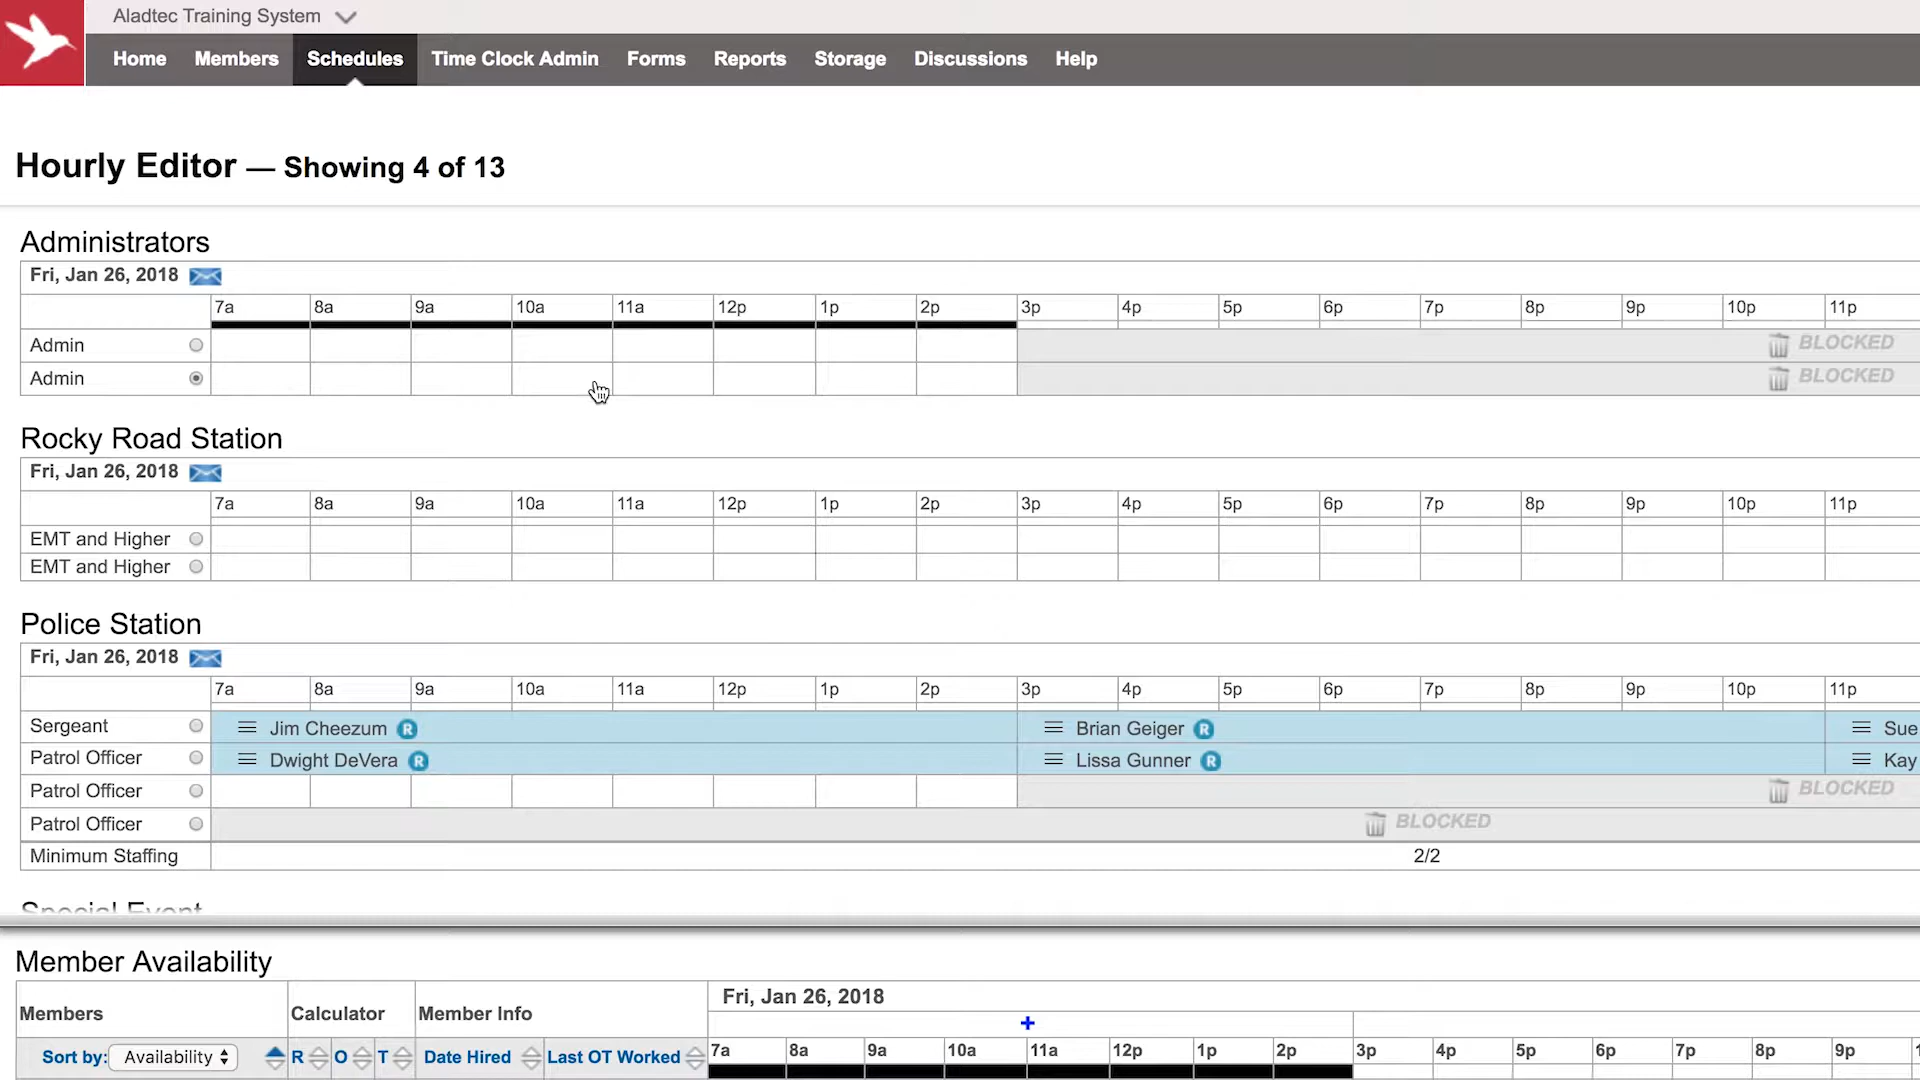 Aladtec Training System
Home Members Schedules Time Clock Admin Forms Reports Storage Discussions Help
Hourly Editor — Showing 4 of 13
Administrators
Fri, Jan 26, 2018
7a 8a 9a 10a 11a 12p 1p 2p 3p 4p 5p 6p 7p 8p 9p 10p 11p
Admin BLOCKED
Admin BLOCKED
Rocky Road Station
Fri, Jan 26, 2018
7a 8a 9a 10a 11a 12p 1p 2p 3p 4p 5p 6p 7p 8p 9p 10p 11p
EMT and Higher
EMT and Higher
Police Station
Fri, Jan 26, 2018
7a 8a 9a 10a 11a 12p 1p 2p 3p 4p 5p 6p 7p 8p 9p 10p 11p
Sergeant Jim Cheezum R Brian Geiger R Sue
Patrol Officer Dwight DeVera R Lissa Gunner R Kay
Patrol Officer BLOCKED
Patrol Officer BLOCKED
Minimum Staffing 2/2
Special Event
Member Availability
Members Calculator Member Info Fri, Jan 26, 2018
+
Sort by: Availability R O T Date Hired Last OT Worked 7a 8a 9a 10a 11a 12p 1p 2p 3p 4p 5p 6p 7p 8p 9p